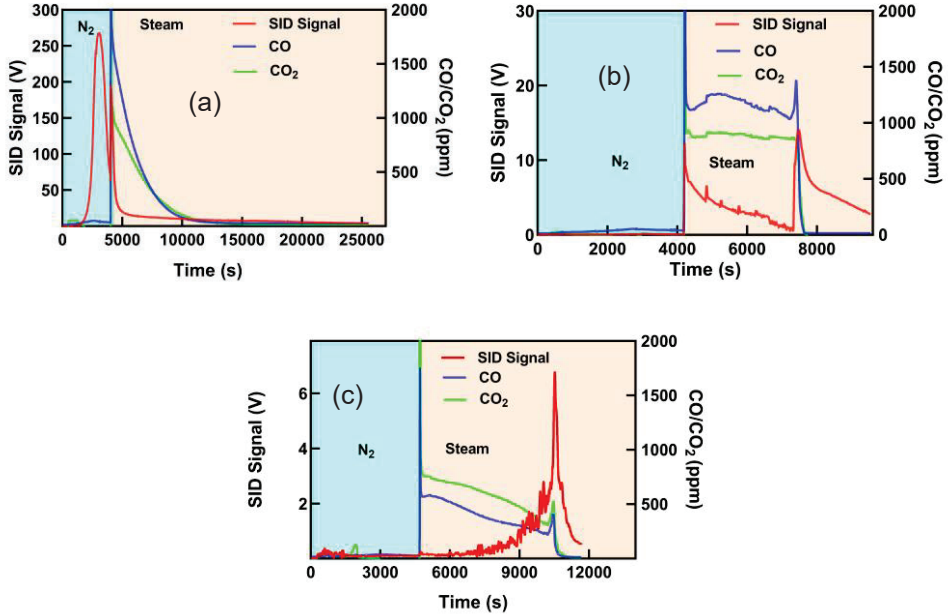 300
250
200
150
100
50
0 5000 10000 15000 20000 25000
2000
1500
1000
500
SID Signal (V)
CO/CO₂ (ppm)
Time (s)
N₂
Steam
SID Signal
CO
CO₂
(a)
30
20
10
0
0 2000 4000 6000 8000
2000
1500
1000
500
0
SID Signal (V)
CO/CO₂ (ppm)
Time (s)
N₂
Steam
SID Signal
CO
CO₂
(b)
6
4
2
0 3000 6000 9000 12000
2000
1500
1000
500
0
SID Signal (V)
CO/CO₂ (ppm)
Time (s)
N₂
Steam
SID Signal
CO
CO₂
(c)